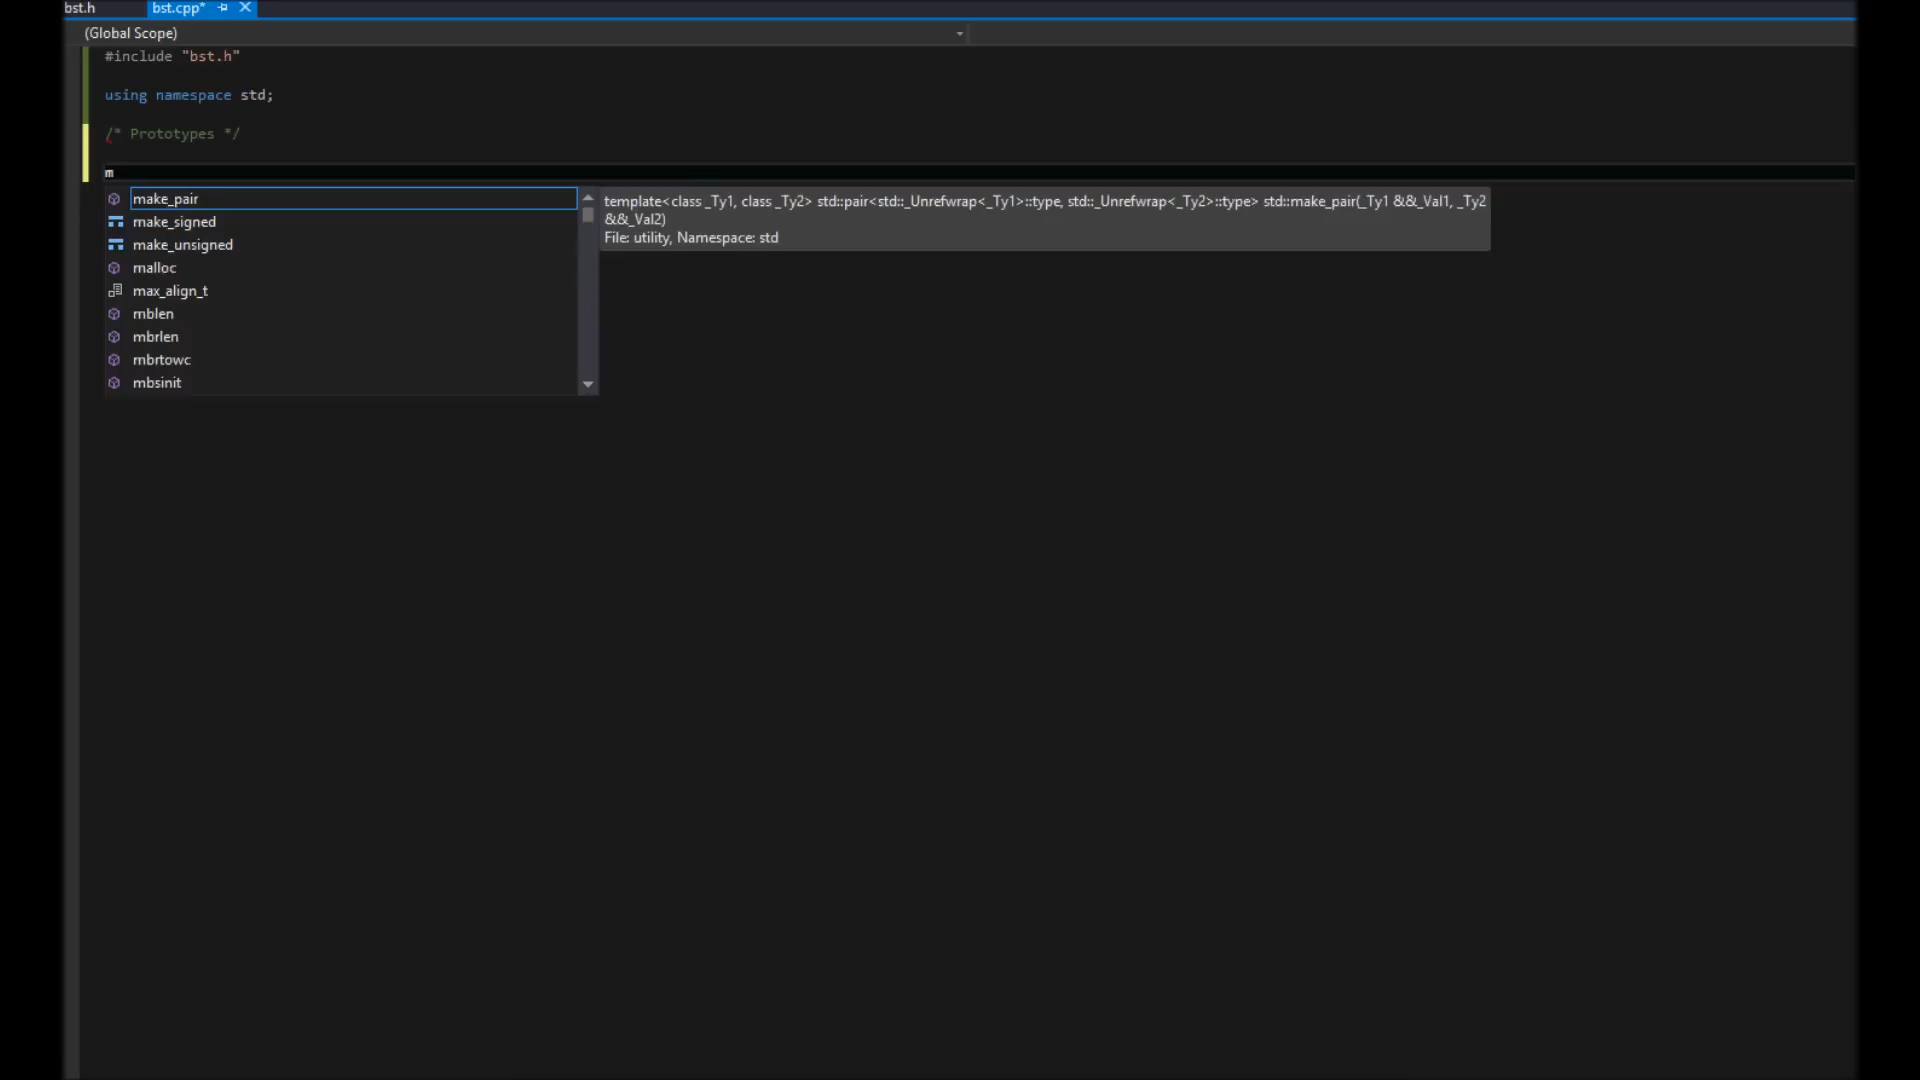 bst.h bst.cpp*
(Global Scope)
#include "bst.h"
using namespace std;
/* Prototypes */
m
make_pair
make_signed
make_unsigned
malloc
max_align_t
mblen
mbrlen
mbrtowc
mbsinit
template<class _Ty1, class _Ty2> std::pair<std::_Unrefwrap<_Ty1>::type, std::_Unrefwrap<_Ty2>::type> std::make_pair(_Ty1 &&_Val1, _Ty2
&&_Val2)
File: utility, Namespace: std